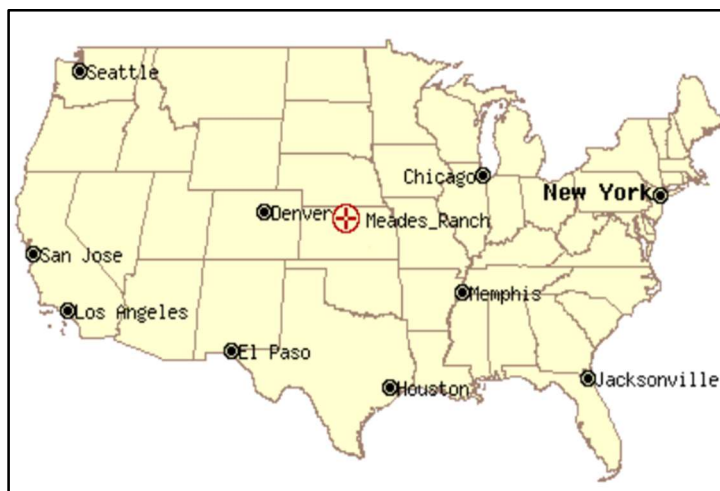 Seattle
Chicago
New York
Denver
Meades_Ranch
San Jose
Memphis
Los Angeles
El Paso
Jacksonville
Houston